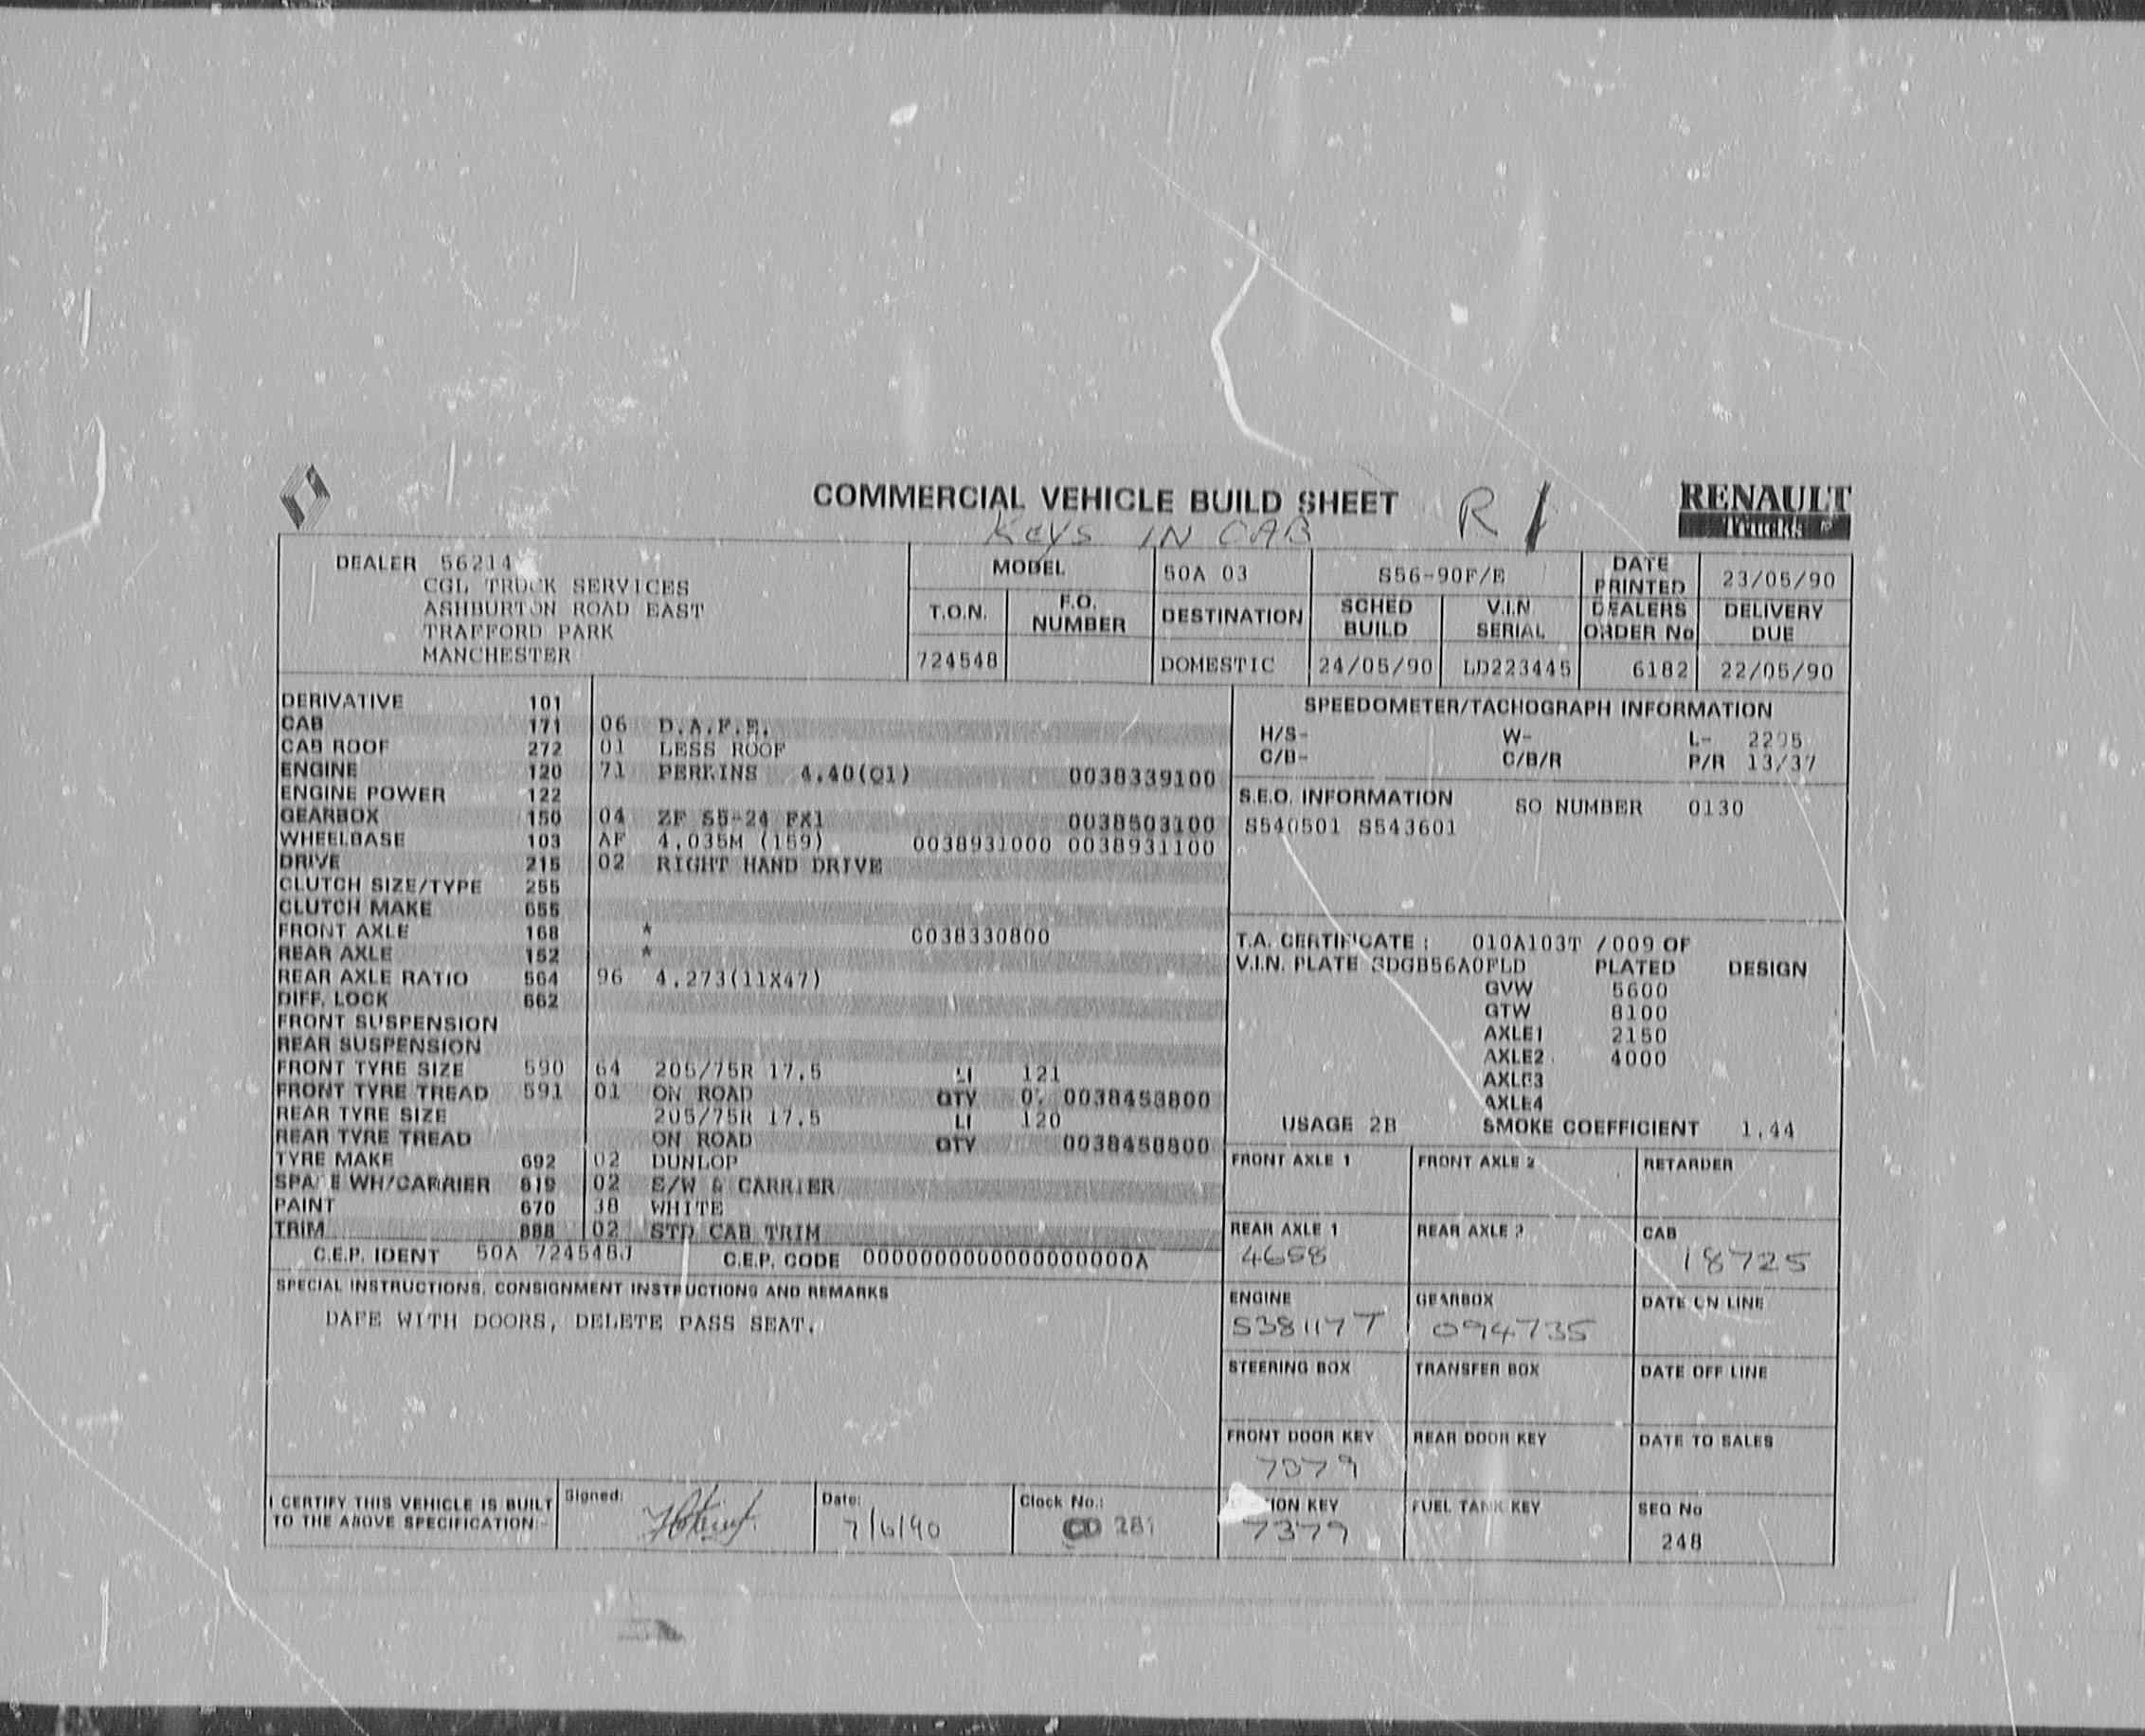 COMMERCIAL VEHICLE BUILD SHEET
R1
RENAULT
Trucks
Keys IN CAB
DEALER 56214
CGL TRUCK SERVICES
ASHBURTON ROAD EAST
TRAFFORD PARK
MANCHESTER
MODEL 50A 03 S56-90F/E DATE PRINTED 23/05/90
T.O.N. F.O. NUMBER DESTINATION SCHED BUILD V.I.N SERIAL DEALERS ORDER No DELIVERY DUE
724548 DOMESTIC 24/05/90 LD223445 6182 22/05/90
DERIVATIVE 101
CAB 171 06 D.A.F.E.
CAB ROOF 272 01 LESS ROOF
ENGINE 120 71 PERKINS 4.40(Q1) 0038339100
ENGINE POWER 122
GEARBOX 150 04 ZF S5-24 FX1 0038503100
WHEELBASE 103 AF 4.035M (159) 0038931000 0038931100
DRIVE 215 02 RIGHT HAND DRIVE
CLUTCH SIZE/TYPE 255
CLUTCH MAKE 655
FRONT AXLE 168 * 0038330800
REAR AXLE 152 *
REAR AXLE RATIO 564 96 4.273(11X47)
DIFF. LOCK 662
FRONT SUSPENSION
REAR SUSPENSION
FRONT TYRE SIZE 590 64 205/75R 17.5 LI 121
FRONT TYRE TREAD 591 01 ON ROAD QTY 0038453800
REAR TYRE SIZE 205/75R 17.5 LI 120
REAR TYRE TREAD ON ROAD QTY 0038458800
TYRE MAKE 692 02 DUNLOP
SPARE WH/CARRIER 619 02 S/W & CARRIER
PAINT 670 38 WHITE
TRIM 888 02 STD CAB TRIM
C.E.P. IDENT 50A 724548J C.E.P. CODE 0000000000000000000A
SPECIAL INSTRUCTIONS, CONSIGNMENT INSTRUCTIONS AND REMARKS
DAFE WITH DOORS, DELETE PASS SEAT.
I CERTIFY THIS VEHICLE IS BUILT
TO THE ABOVE SPECIFICATION:-
Signed:
Date: 7/6/90
Clock No.: CD 281
SPEEDOMETER/TACHOGRAPH INFORMATION
H/S- W- L- 2295
C/B- C/B/R P/R 13/37
S.E.O. INFORMATION SO NUMBER 0130
S540501 S543601
T.A. CERTIFICATE: 010A103T /009 OF
V.I.N. PLATE SDGB56A0FLD PLATED DESIGN
GVW 5600
GTW 8100
AXLE1 2150
AXLE2 4000
AXLE3
AXLE4
USAGE 2B SMOKE COEFFICIENT 1.44
FRONT AXLE 1 FRONT AXLE 2 RETARDER
REAR AXLE 1 REAR AXLE 2 CAB
4658 18725
ENGINE GEARBOX DATE ON LINE
S38117T 094735
STEERING BOX TRANSFER BOX DATE OFF LINE
FRONT DOOR KEY REAR DOOR KEY DATE TO SALES
7379
ION KEY FUEL TANK KEY SEQ No
7379 248